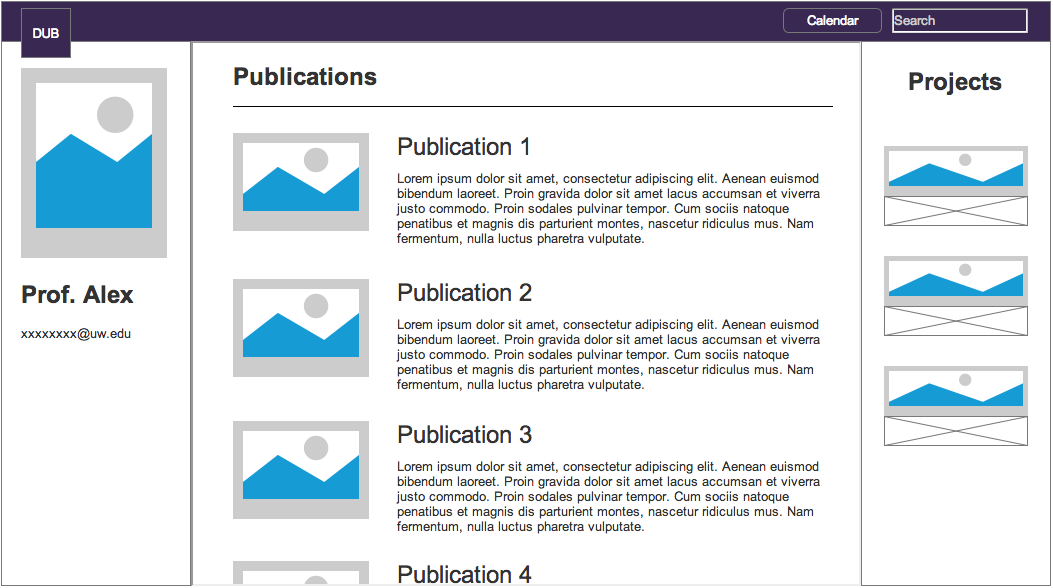 DUB
Calendar
Search
Prof. Alex
xxxxxxxx@uw.edu
Publications
Publication 1
Lorem ipsum dolor sit amet, consectetur adipiscing elit. Aenean euismod
bibendum laoreet. Proin gravida dolor sit amet lacus accumsan et viverra
justo commodo. Proin sodales pulvinar tempor. Cum sociis natoque
penatibus et magnis dis parturient montes, nascetur ridiculus mus. Nam
fermentum, nulla luctus pharetra vulputate.
Publication 2
Lorem ipsum dolor sit amet, consectetur adipiscing elit. Aenean euismod
bibendum laoreet. Proin gravida dolor sit amet lacus accumsan et viverra
justo commodo. Proin sodales pulvinar tempor. Cum sociis natoque
penatibus et magnis dis parturient montes, nascetur ridiculus mus. Nam
fermentum, nulla luctus pharetra vulputate.
Publication 3
Lorem ipsum dolor sit amet, consectetur adipiscing elit. Aenean euismod
bibendum laoreet. Proin gravida dolor sit amet lacus accumsan et viverra
justo commodo. Proin sodales pulvinar tempor. Cum sociis natoque
penatibus et magnis dis parturient montes, nascetur ridiculus mus. Nam
fermentum, nulla luctus pharetra vulputate.
Publication 4
Projects